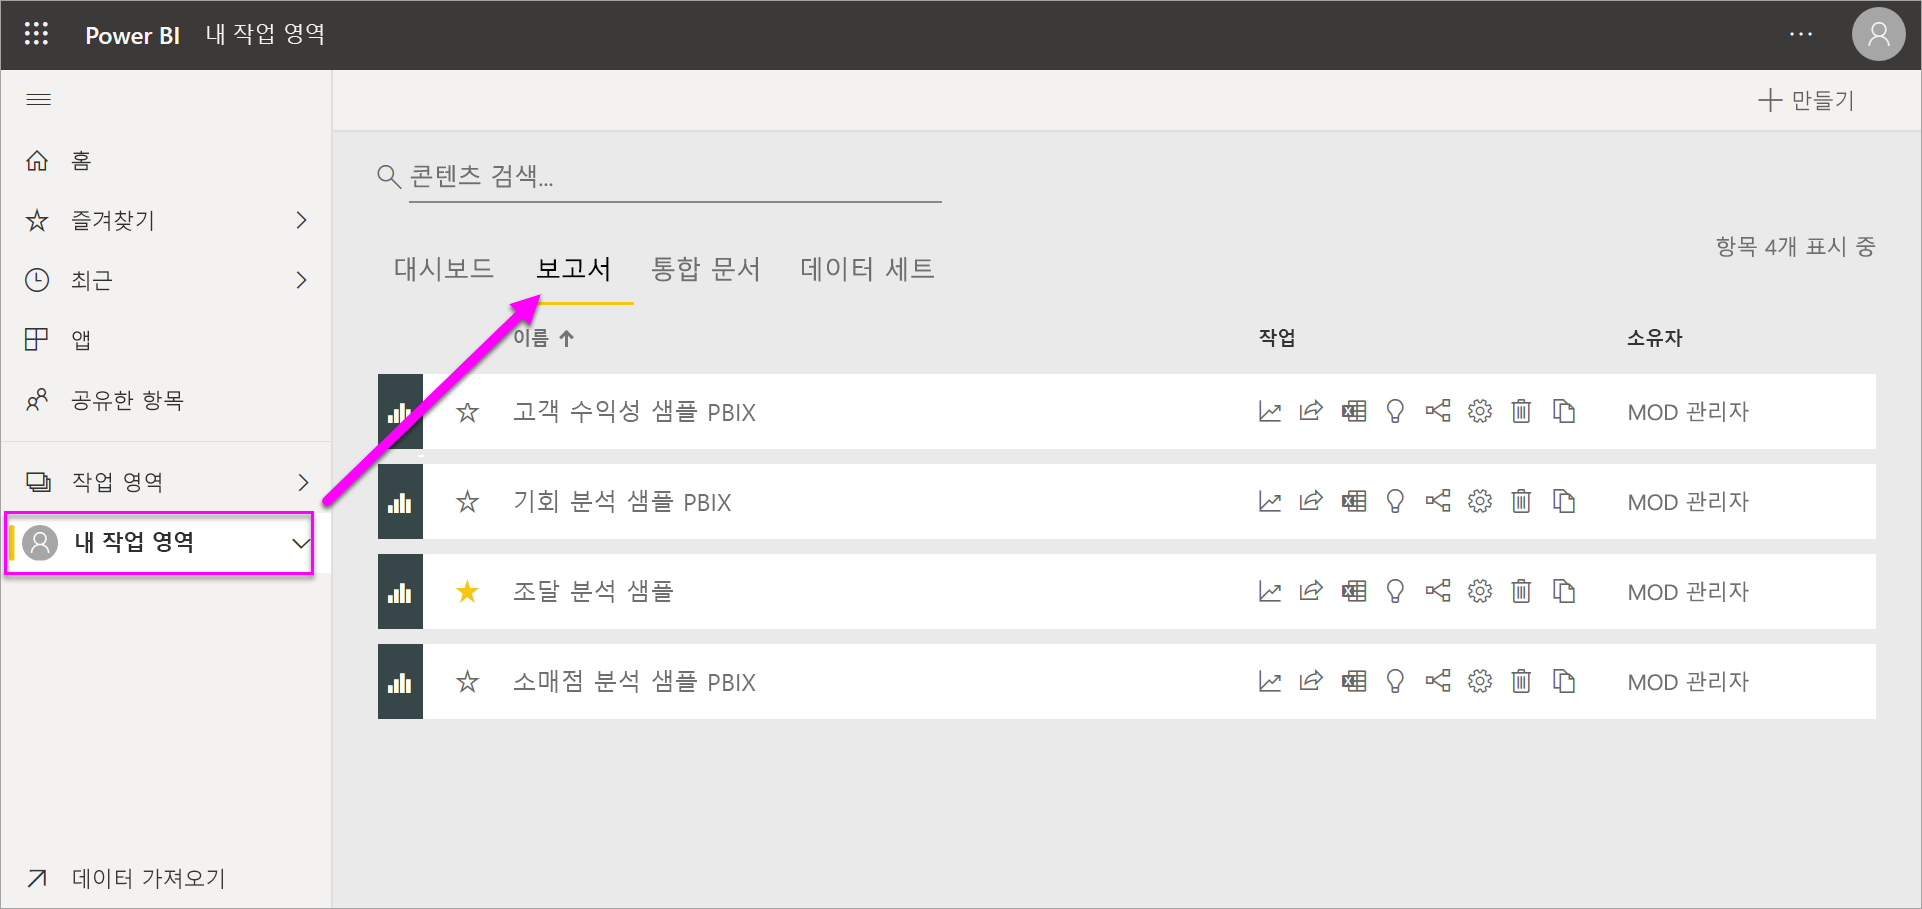 Power BI 내 작업 영역
만들기
홈
즐겨찾기
최근
앱
공유한 항목
작업 영역
내 작업 영역
데이터 가져오기
콘텐츠 검색...
항목 4개 표시 중
대시보드 보고서 통합 문서 데이터 세트
이름 작업 소유자
고객 수익성 샘플 PBIX MOD 관리자
기회 분석 샘플 PBIX MOD 관리자
조달 분석 샘플 MOD 관리자
소매점 분석 샘플 PBIX MOD 관리자